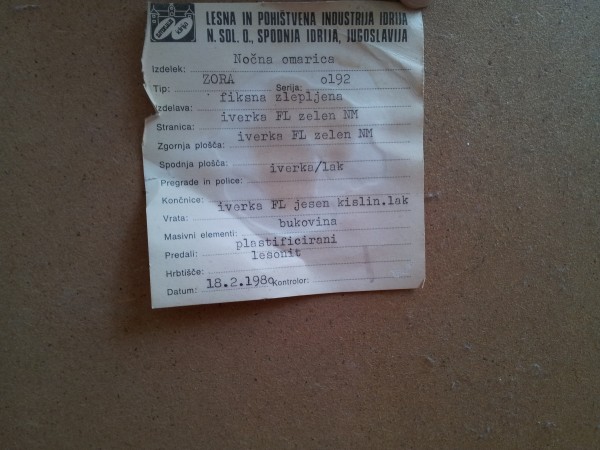 LESNA IN POHIŠTVENA INDUSTRIJA IDRIJA
N. SOL. O., SPODNJA IDRIJA, JUGOSLAVIJA
Izdelek: Nočna omarica
Tip: ZORA Serija: o192
Izdelava: fiksna zlepljena
Stranica: iverka FL zelen NM
Zgornja plošča: iverka FL zelen NM
Spodnja plošča:
Pregrade in police: iverka/lak
Končnice:
Vrata: iverka FL jesen kislin.lak
Masivni elementi: bukovina
Predali: plastificirani
Hrbtišče: lesonit
Datum: 18.2.1989 Kontrolor: